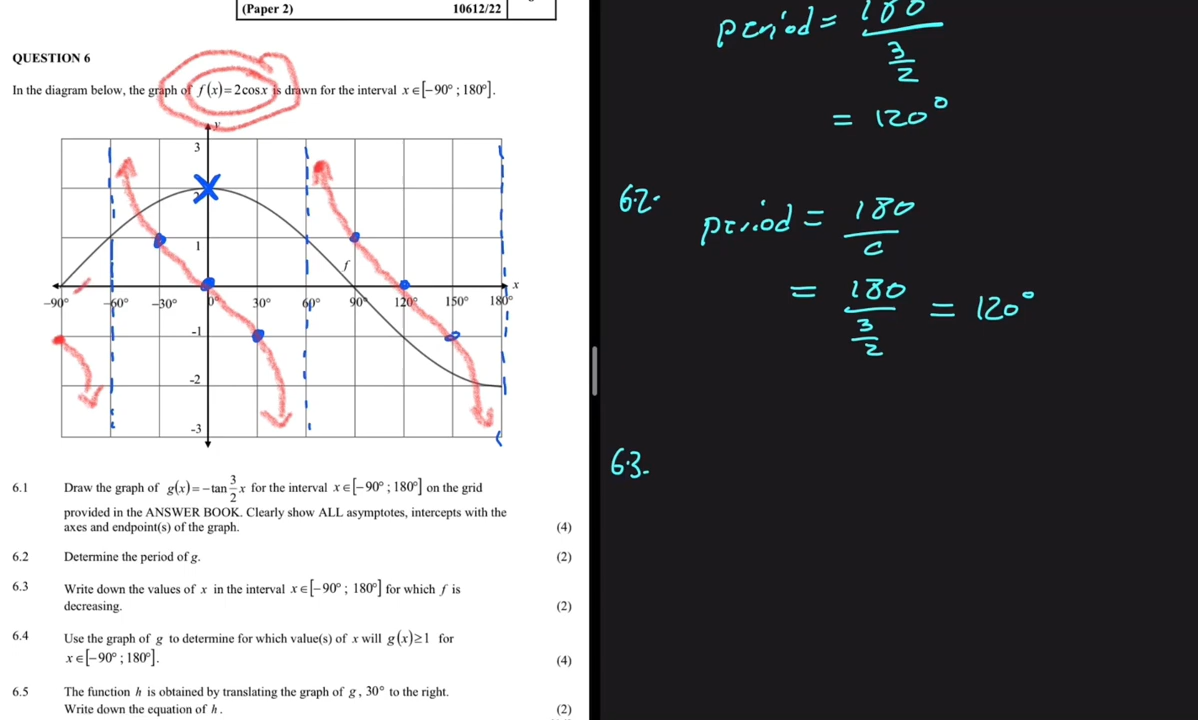 (Paper 2) 10612/22
QUESTION 6
In the diagram below, the graph of f(x)=2cosx is drawn for the interval x∈[−90°; 180°].
y
3
2
1
f
x
−90° −60° −30° 0° 30° 60° 90° 120° 150° 180°
-1
-2
-3
6.1 Draw the graph of g(x)=−tan 3/2 x for the interval x∈[−90°; 180°] on the grid
provided in the ANSWER BOOK. Clearly show ALL asymptotes, intercepts with the
axes and endpoint(s) of the graph. (4)
6.2 Determine the period of g. (2)
6.3 Write down the values of x in the interval x∈[−90°; 180°] for which f is
decreasing. (2)
6.4 Use the graph of g to determine for which value(s) of x will g(x)≥1 for
x∈[−90°; 180°]. (4)
6.5 The function h is obtained by translating the graph of g, 30° to the right.
Write down the equation of h. (2)
period = 180
3
2
= 120°
6.2. period = 180
c
= 180 = 120°
3
2
6.3.